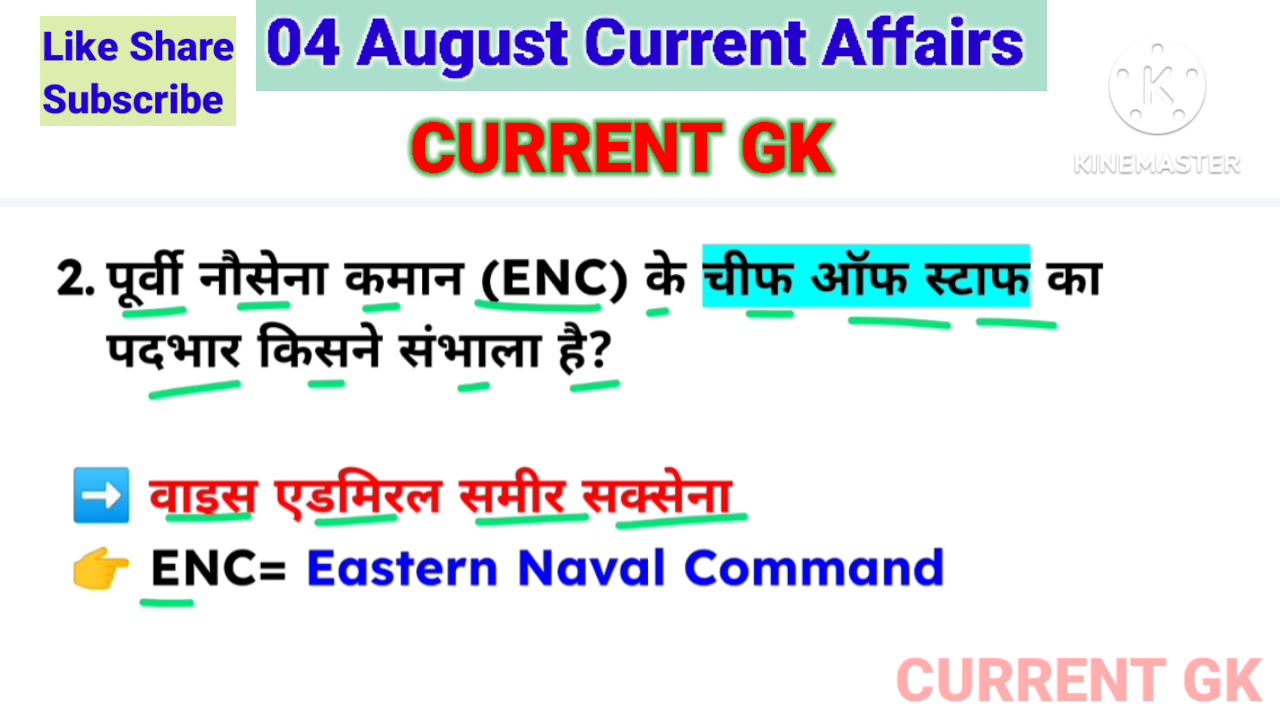 Like Share
Subscribe
04 August Current Affairs
CURRENT GK
K
KINEMASTER
2. पूर्वी नौसेना कमान (ENC) के चीफ ऑफ स्टाफ का
पदभार किसने संभाला है?
➡️ वाइस एडमिरल समीर सक्सेना
👉 ENC= Eastern Naval Command
CURRENT GK